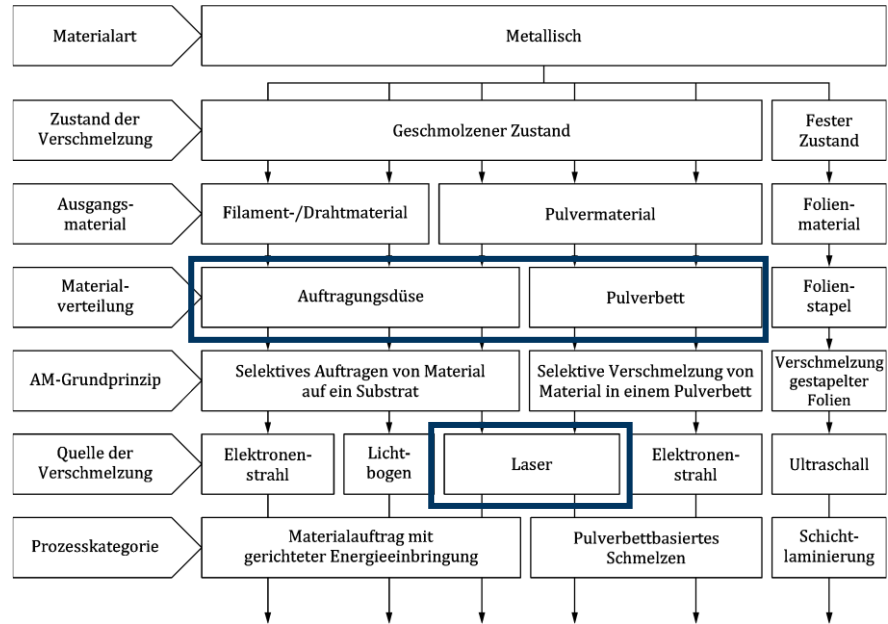 Materialart
Metallisch
Zustand der
Verschmelzung
Geschmolzener Zustand
Fester
Zustand
Ausgangs-
material
Filament-/Drahtmaterial
Pulvermaterial
Folien-
material
Material-
verteilung
Auftragungsdüse
Pulverbett
Folien-
stapel
AM-Grundprinzip
Selektives Auftragen von Material
auf ein Substrat
Selektive Verschmelzung von
Material in einem Pulverbett
Verschmelzung
gestapelter
Folien
Quelle der
Verschmelzung
Elektronen-
strahl
Licht-
bogen
Laser
Elektronen-
strahl
Ultraschall
Prozesskategorie
Materialauftrag mit
gerichteter Energieeinbringung
Pulverbettbasiertes
Schmelzen
Schicht-
laminierung